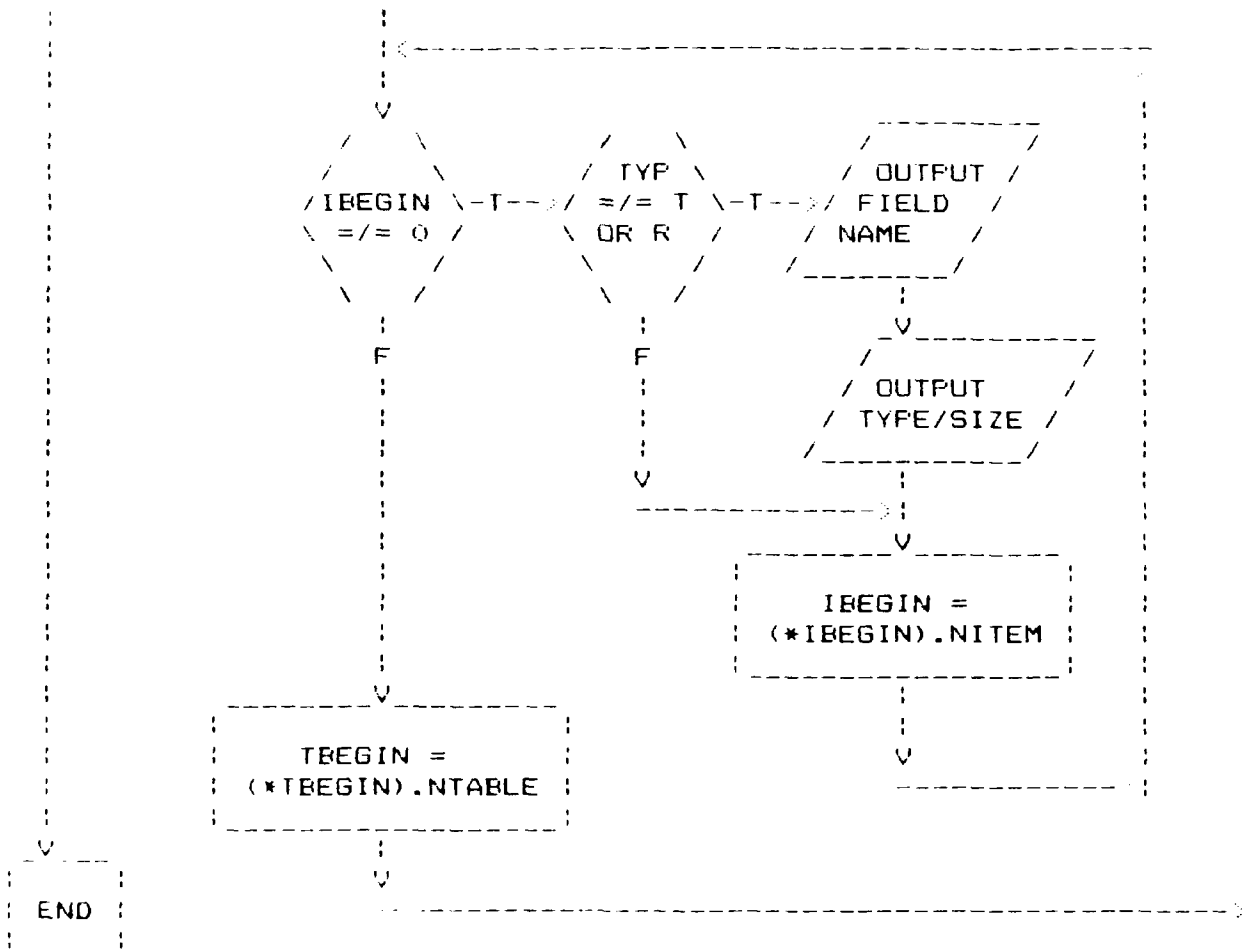 IBEGIN
=/= 0
T
TYP
=/= T
OR R
T
OUTPUT
FIELD
NAME
F
F
OUTPUT
TYPE/SIZE
IBEGIN =
(*IBEGIN).NITEM
TBEGIN =
(*TBEGIN).NTABLE
END